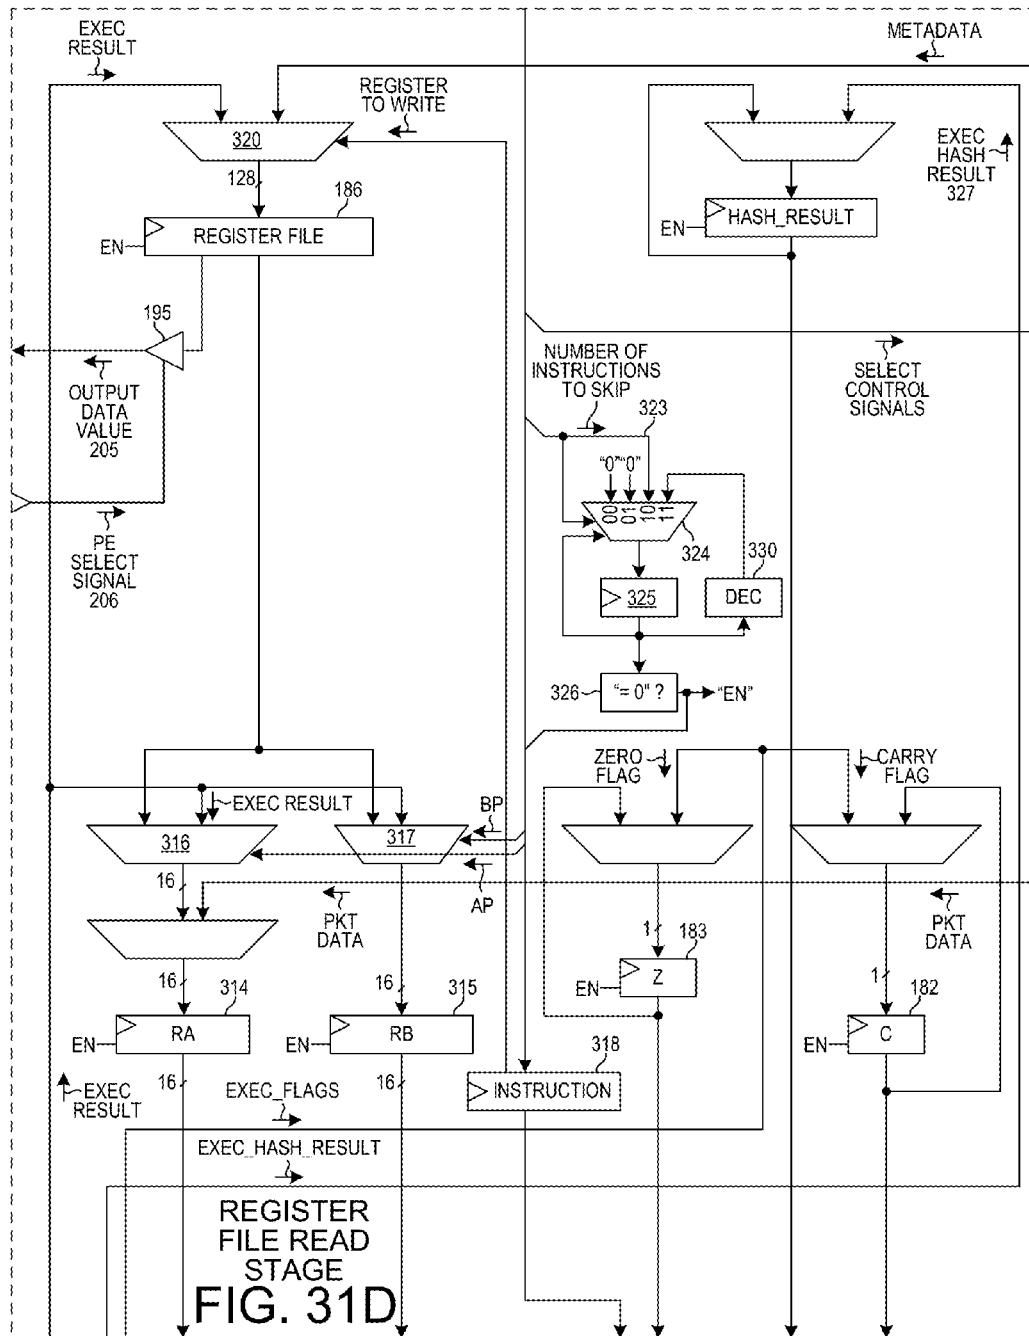 EXEC
RESULT
METADATA
REGISTER
TO WRITE
320
EXEC
HASH
RESULT
327
128
186
REGISTER FILE
EN
HASH_RESULT
EN
195
OUTPUT
DATA
VALUE
205
NUMBER OF
INSTRUCTIONS
TO SKIP
SELECT
CONTROL
SIGNALS
323
"0" "0"
00
01
10
11
324
PE
SELECT
SIGNAL
206
325
330
DEC
326
"= 0" ?
"EN"
ZERO
FLAG
CARRY
FLAG
EXEC RESULT
BP
316
317
AP
16
PKT
DATA
PKT
DATA
1
183
Z
EN
1
182
C
EN
16
314
RA
EN
16
315
RB
EN
16
16
318
INSTRUCTION
EXEC
RESULT
EXEC_FLAGS
EXEC_HASH_RESULT
REGISTER
FILE READ
STAGE
FIG. 31D